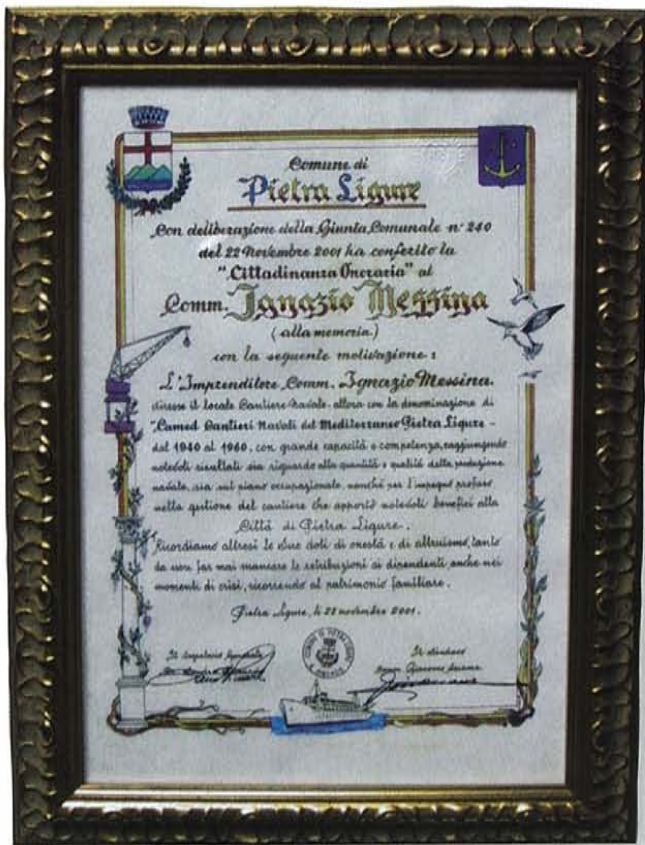 Comune di
Pietra Ligure
Con deliberazione della Giunta Comunale n° 240
del 22 Novembre 2001 ha conferito la
"Cittadinanza Onoraria" al
Comm. Ignazio Messina
(alla memoria)
con la seguente motivazione:
L'Imprenditore Comm. Ignazio Messina.
diresse il locale Cantiere Navale. allora con la denominazione di
"Camed Cantieri Navali del Mediterraneo Pietra Ligure -
dal 1940 al 1960, con grande capacità e competenza, raggiungendo
notevoli risultati sia riguardo alla quantità e qualità della produzione
navale, sia sul piano occupazionale, nonché per l'impegno profuso
nella gestione del cantiere che apportò notevoli benefici alla
Città di Pietra Ligure.
Ricordiamo altresì le Sue doti di onestà e di altruismo, tanto
da non far mai mancare le retribuzioni ai dipendenti anche nei
momenti di crisi, ricorrendo al patrimonio familiare.
Pietra Ligure, li 28 novembre 2001.
Il Segretario Generale
Il Sindaco